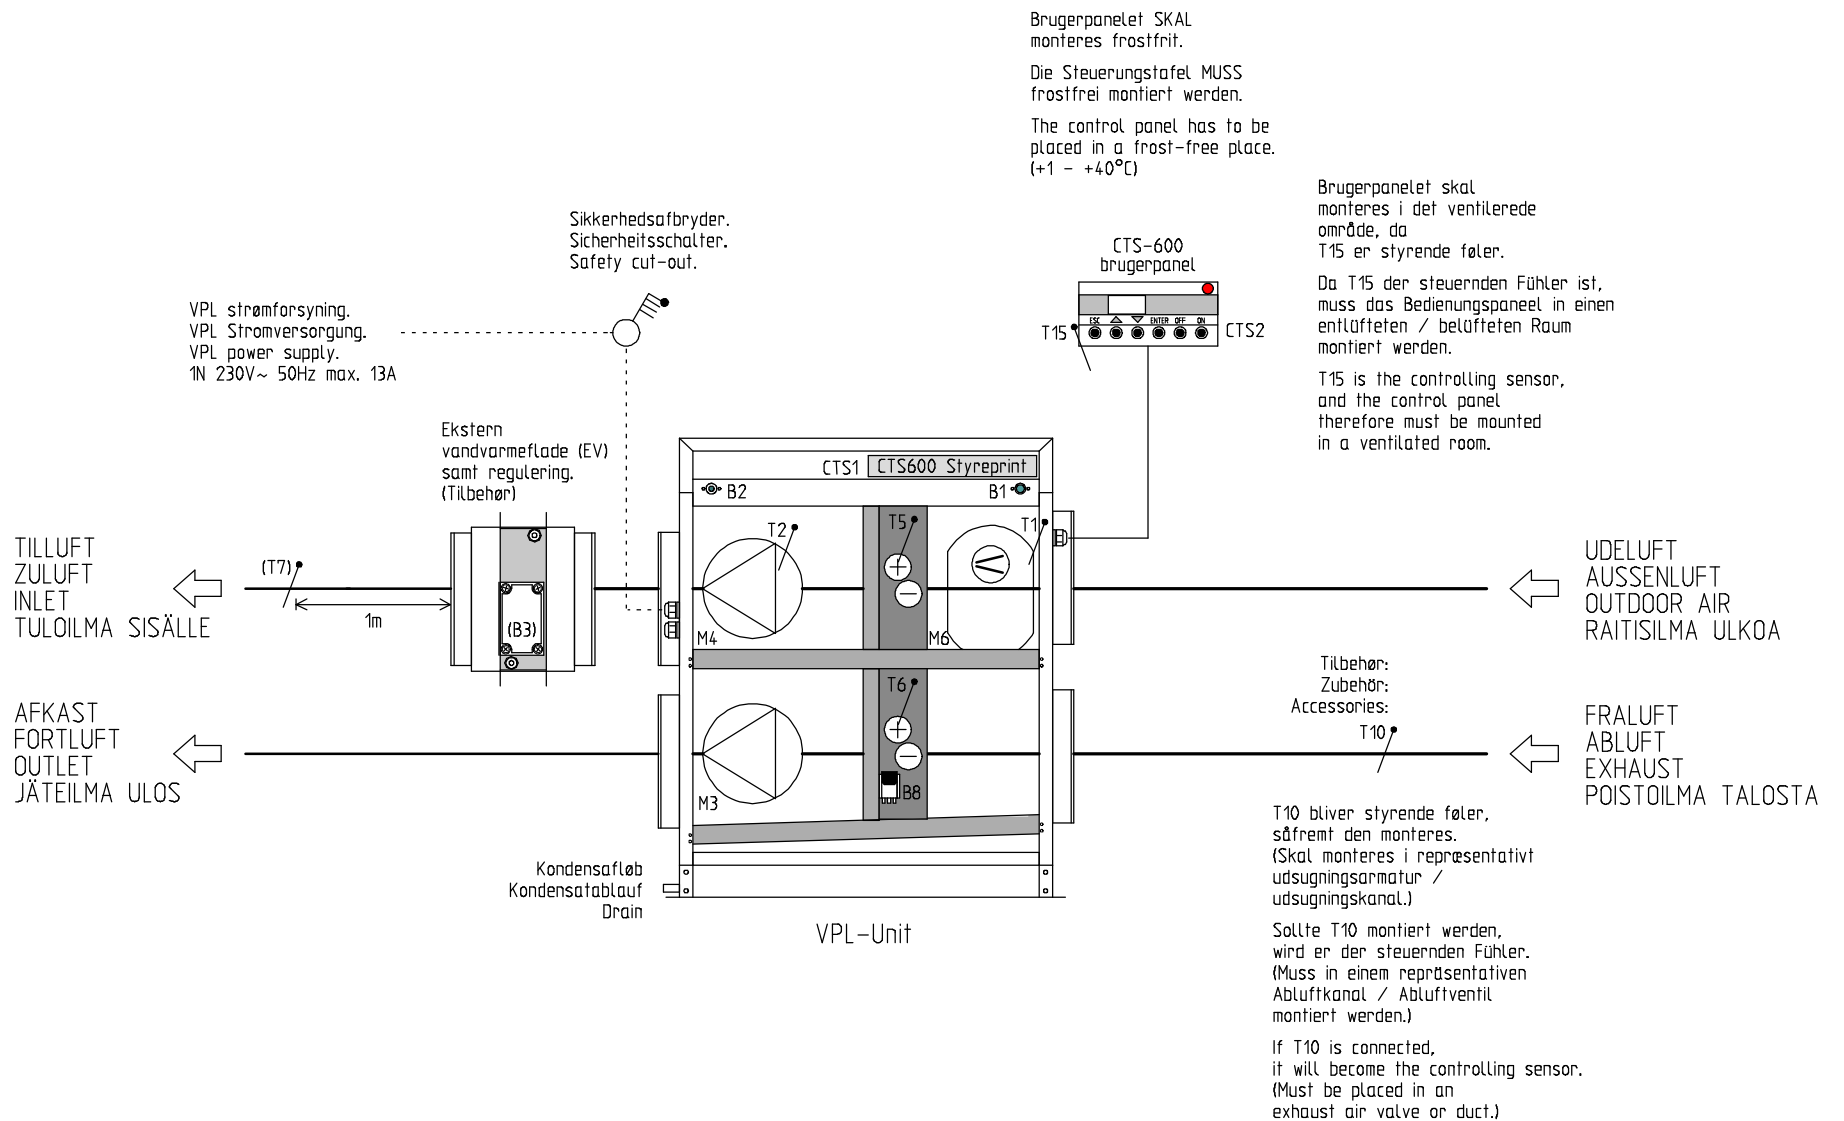 Brugerpanelet SKAL
monteres frostfrit.
Die Steuerungstafel MUSS
frostfrei montiert werden.
The control panel has to be
placed in a frost-free place.
(+1 - +40°C)
Brugerpanelet skal
monteres i det ventilerede
område, da
T15 er styrende føler.
Da T15 der steuernden Fühler ist,
muss das Bedienungspaneel in einen
entlüfteten / belüfteten Raum
montiert werden.
T15 is the controlling sensor,
and the control panel
therefore must be mounted
in a ventilated room.
Sikkerhedsafbryder.
Sicherheitsschalter.
Safety cut-out.
CTS-600
brugerpanel
ESC ENTER OFF ON
T15
CTS2
VPL strømforsyning.
VPL Stromversorgung.
VPL power supply.
1N 230V~ 50Hz max. 13A
Ekstern
vandvarmeflade (EV)
samt regulering.
(Tilbehør)
CTS1 CTS600 Styreprint
B2
B1
T2
T5
T1
TILLUFT
ZULUFT
INLET
TULOILMA SISÄLLE
(T7)
1m
(B3)
M4
M6
UDELUFT
AUSSENLUFT
OUTDOOR AIR
RAITISILMA ULKOA
Tilbehør:
Zubehör:
Accessories:
T10
T6
AFKAST
FORTLUFT
OUTLET
JÄTEILMA ULOS
M3
B8
FRALUFT
ABLUFT
EXHAUST
POISTOILMA TALOSTA
Kondensafløb
Kondensatablauf
Drain
VPL-Unit
T10 bliver styrende føler,
såfremt den monteres.
(Skal monteres i repræsentativt
udsugningsarmatur /
udsugningskanal.)
Sollte T10 montiert werden,
wird er der steuernden Fühler.
(Muss in einem repräsentativen
Abluftkanal / Abluftventil
montiert werden.)
If T10 is connected,
it will become the controlling sensor.
(Must be placed in an
exhaust air valve or duct.)